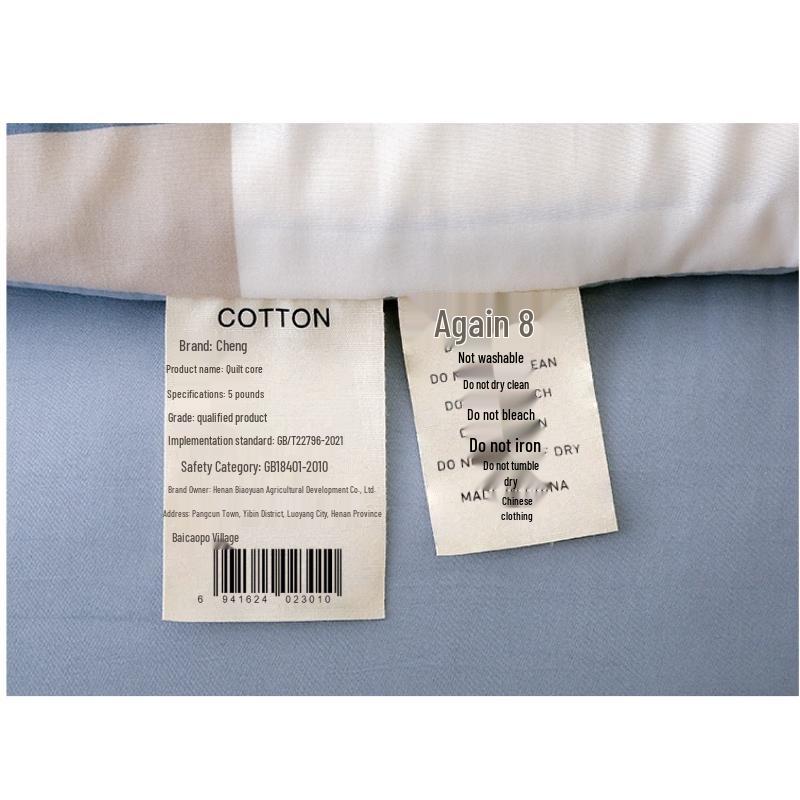 COTTON
Brand: Cheng
Product name: Quilt core
Specifications: 5 pounds
Grade: qualified product
Implementation standard: GB/T22796-2021
Safety Category: GB18401-2010
Brand Owner: Henan Biaoyuan Agricultural Development Co., Ltd.
Address: Pangcun Town, Yibin District, Luoyang City, Henan Province
Baicaopo Village
6 941624 023010
Again 8
Not washable
Do not dry clean
Do not bleach
Do not iron
DO DRY
Do not tumble
dry
Chinese
clothing